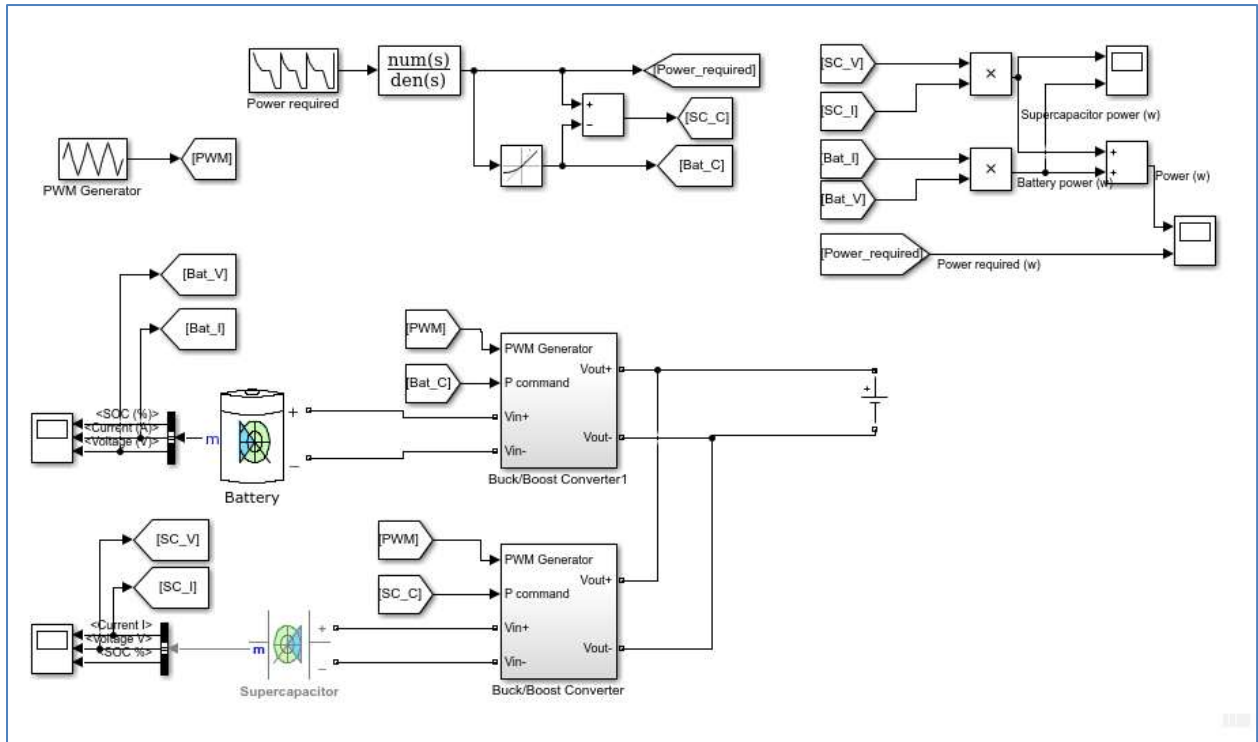 num(s)
den(s)
Power required
[Power_required]
[SC_C]
[Bat_C]
PWM Generator
[PWM]
[SC_V]
[SC_I]
×
Supercapacitor power (w)
[Bat_I]
[Bat_V]
×
Battery power (w)
Power (w)
[Power_required]
Power required (w)
[Bat_V]
[Bat_I]
<SOC (%)>
<Current (A)>
<Voltage (V)>
m
+
−
Battery
[PWM]
[Bat_C]
PWM Generator
P command
Vin+
Vin-
Vout+
Vout-
Buck/Boost Converter1
+
[SC_V]
[SC_I]
<Current I>
<Voltage V>
<SOC %>
m
+
−
Supercapacitor
[PWM]
[SC_C]
PWM Generator
P command
Vin+
Vin-
Vout+
Vout-
Buck/Boost Converter